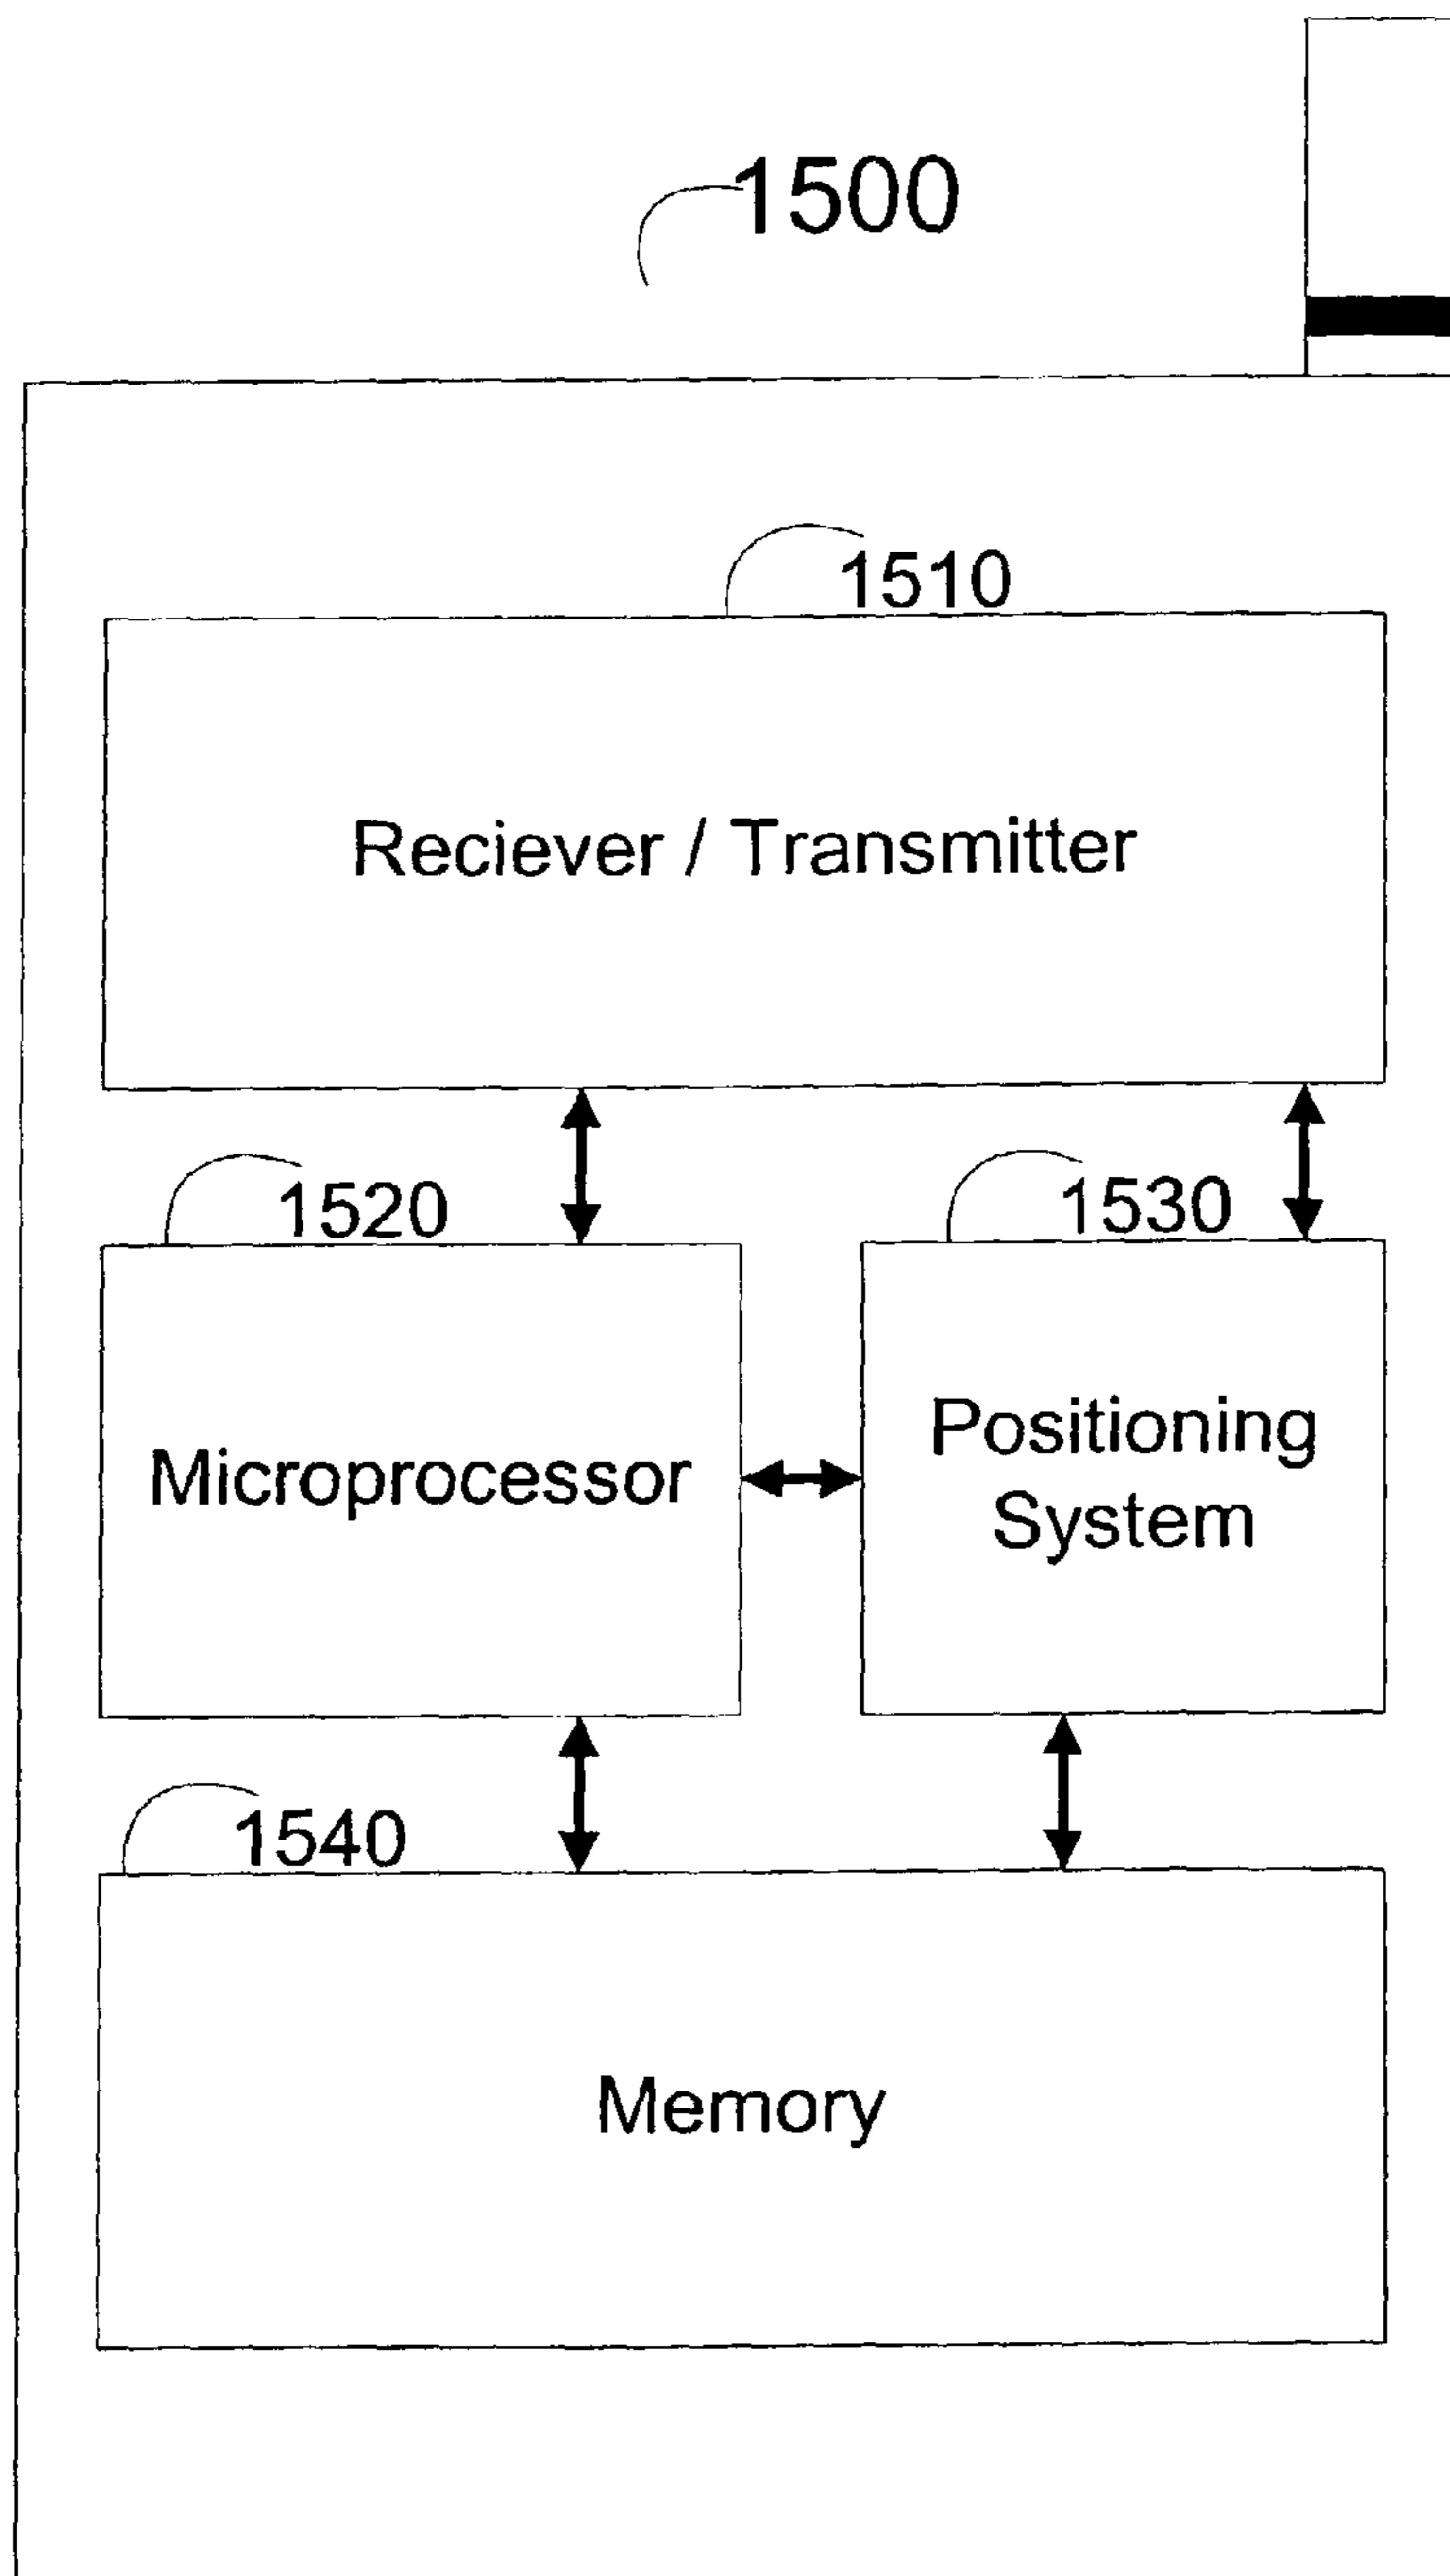 1500
1510
Reciever / Transmitter
1520
1530
Microprocessor
Positioning
System
1540
Memory